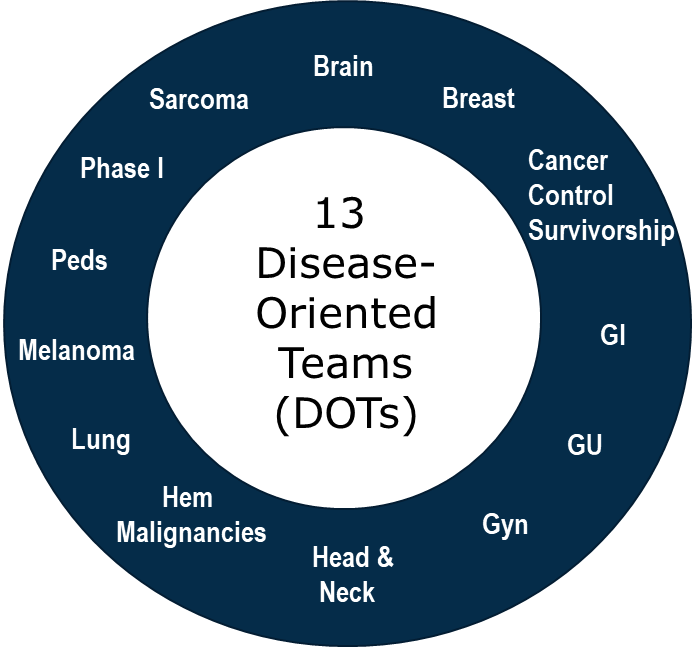 Brain
Breast
Cancer
Control
Survivorship
GI
GU
Gyn
Head &
Neck
Hem
Malignancies
Lung
Melanoma
Peds
Phase I
Sarcoma
13
Disease-
Oriented
Teams
(DOTs)